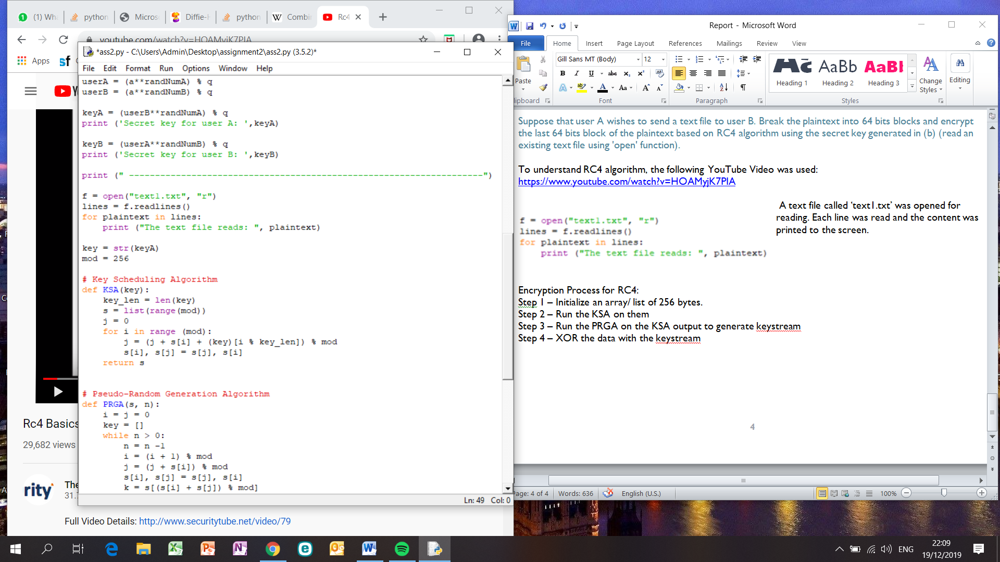 (1) Wh
python
Micros
Diffie-H
python
Combin
Rc4
youtube.com/watch?v=HOAMyjK7PIA
Apps
sf
*ass2.py - C:\Users\Admin\Desktop\assignment2\ass2.py (3.5.2)*
File Edit Format Run Options Window Help
userA = (a**randNumA) % q
userB = (a**randNumB) % q
keyA = (userB**randNumA) % q
print ('Secret key for user A: ',keyA)
keyB = (userA**randNumB) % q
print ('Secret key for user B: ',keyB)
print (" --------------------------------------------------------------------")
f = open("text1.txt", "r")
lines = f.readlines()
for plaintext in lines:
    print ("The text file reads: ", plaintext)
key = str(keyA)
mod = 256
# Key Scheduling Algorithm
def KSA(key):
    key_len = len(key)
    s = list(range(mod))
    j = 0
    for i in range (mod):
        j = (j + s[i] + (key)[i % key_len]) % mod
        s[i], s[j] = s[j], s[i]
    return s
# Pseudo-Random Generation Algorithm
def PRGA(s, n):
    i = j = 0
    key = []
    while n > 0:
        n = n -1
        i = (i + 1) % mod
        j = (j + s[i]) % mod
        s[i], s[j] = s[j], s[i]
        k = s[(s[i] + s[j]) % mod]
Ln: 49 Col: 0
Rc4 Basics
29,682 views
rity
The
31.
Full Video Details: http://www.securitytube.net/video/79
Report - Microsoft Word
File Home Insert Page Layout References Mailings Review View
Paste
lipboard
Gill Sans MT (Body) 12
B I U abc x₂ x²
A ab A Aa A A
Font
Paragraph
AaBb AaBl
Heading 1 Heading 2 Heading 3
Styles
Change Styles
Editing
Suppose that user A wishes to send a text file to user B. Break the plaintext into 64 bits blocks and encrypt
the last 64 bits block of the plaintext based on RC4 algorithm using the secret key generated in (b) (read an
existing text file using 'open' function).
To understand RC4 algorithm, the following YouTube Video was used:
https://www.youtube.com/watch?v=HOAMyjK7PIA
A text file called ‘text1.txt’ was opened for
reading. Each line was read and the content was
printed to the screen.
f = open("text1.txt", "r")
lines = f.readlines()
for plaintext in lines:
    print ("The text file reads: ", plaintext)
Encryption Process for RC4:
Step 1 – Initialize an array/ list of 256 bytes.
Step 2 – Run the KSA on them
Step 3 – Run the PRGA on the KSA output to generate keystream
Step 4 – XOR the data with the keystream
4
Page: 4 of 4 Words: 636 English (U.S.) 100%
ENG
22:09
19/12/2019